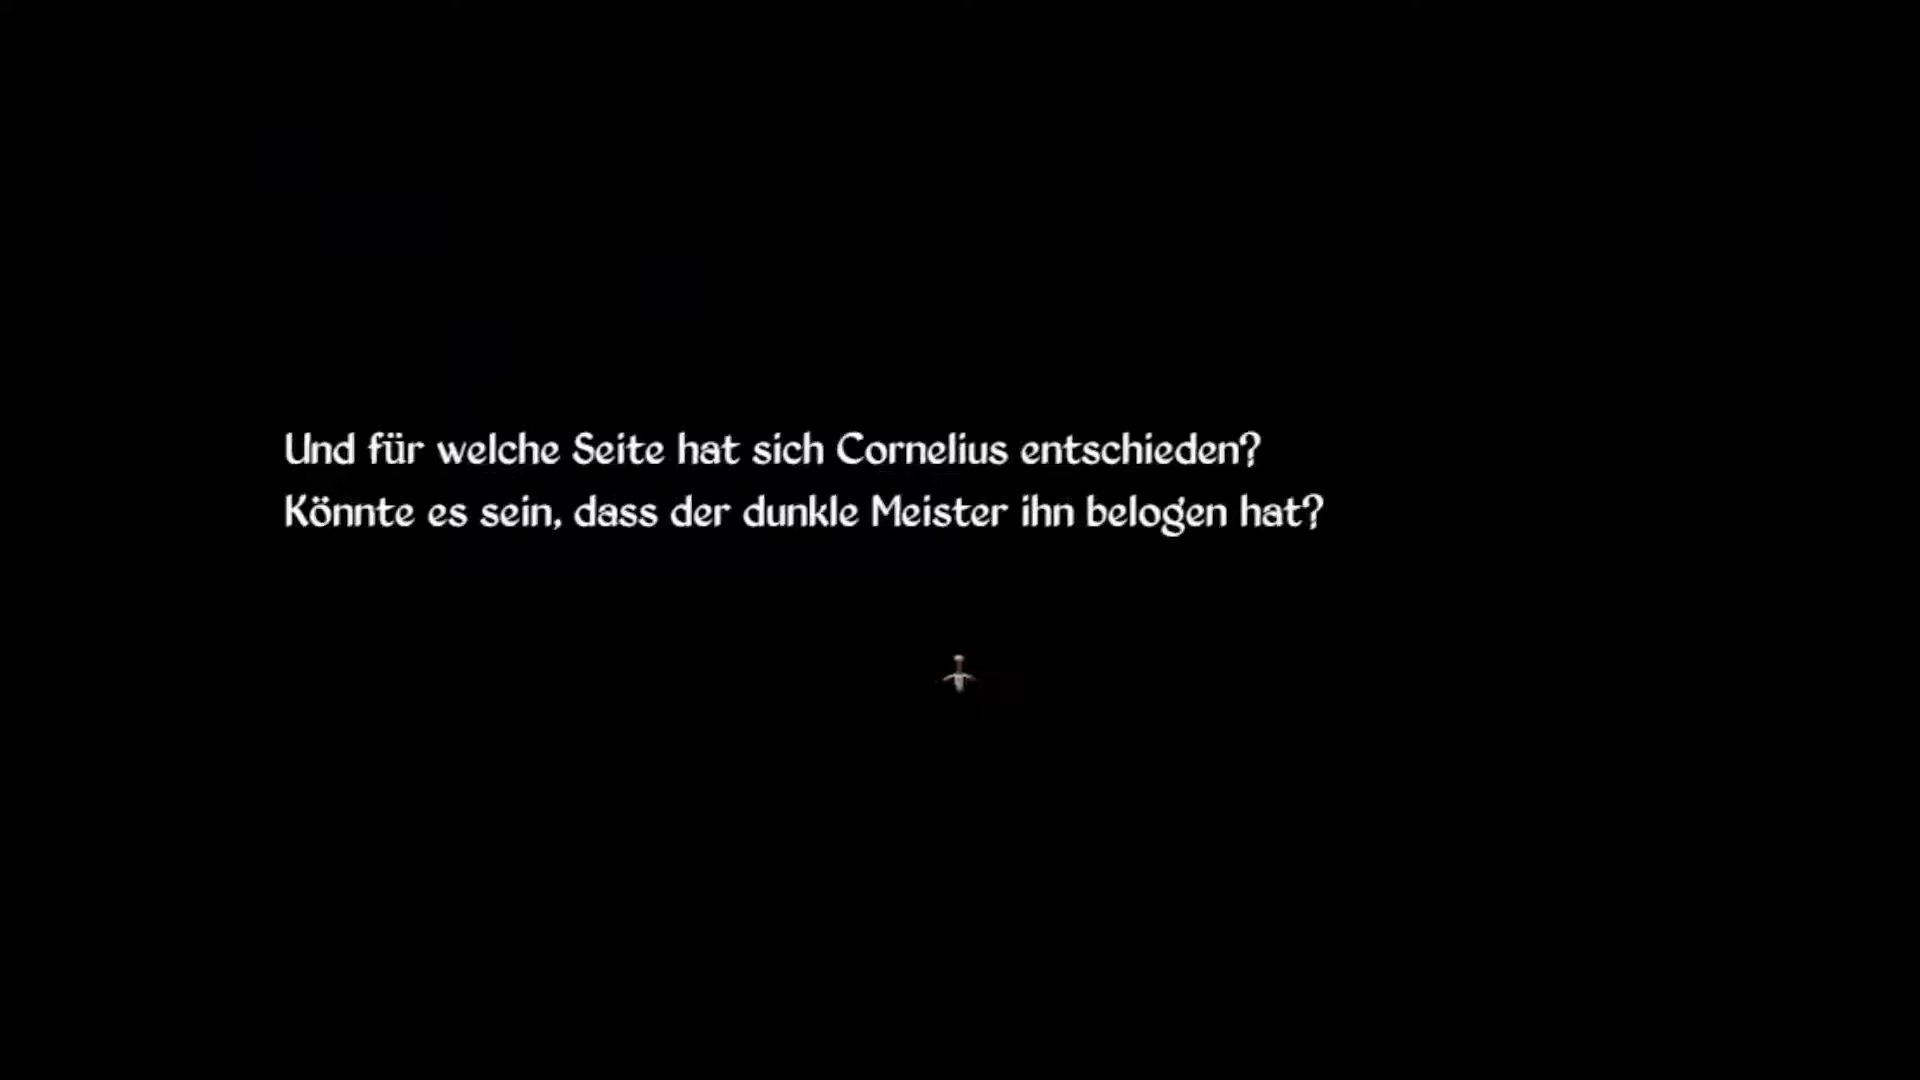 Und für welche Seite hat sich Cornelius entschieden?
Könnte es sein, dass der dunkle Meister ihn belogen hat?